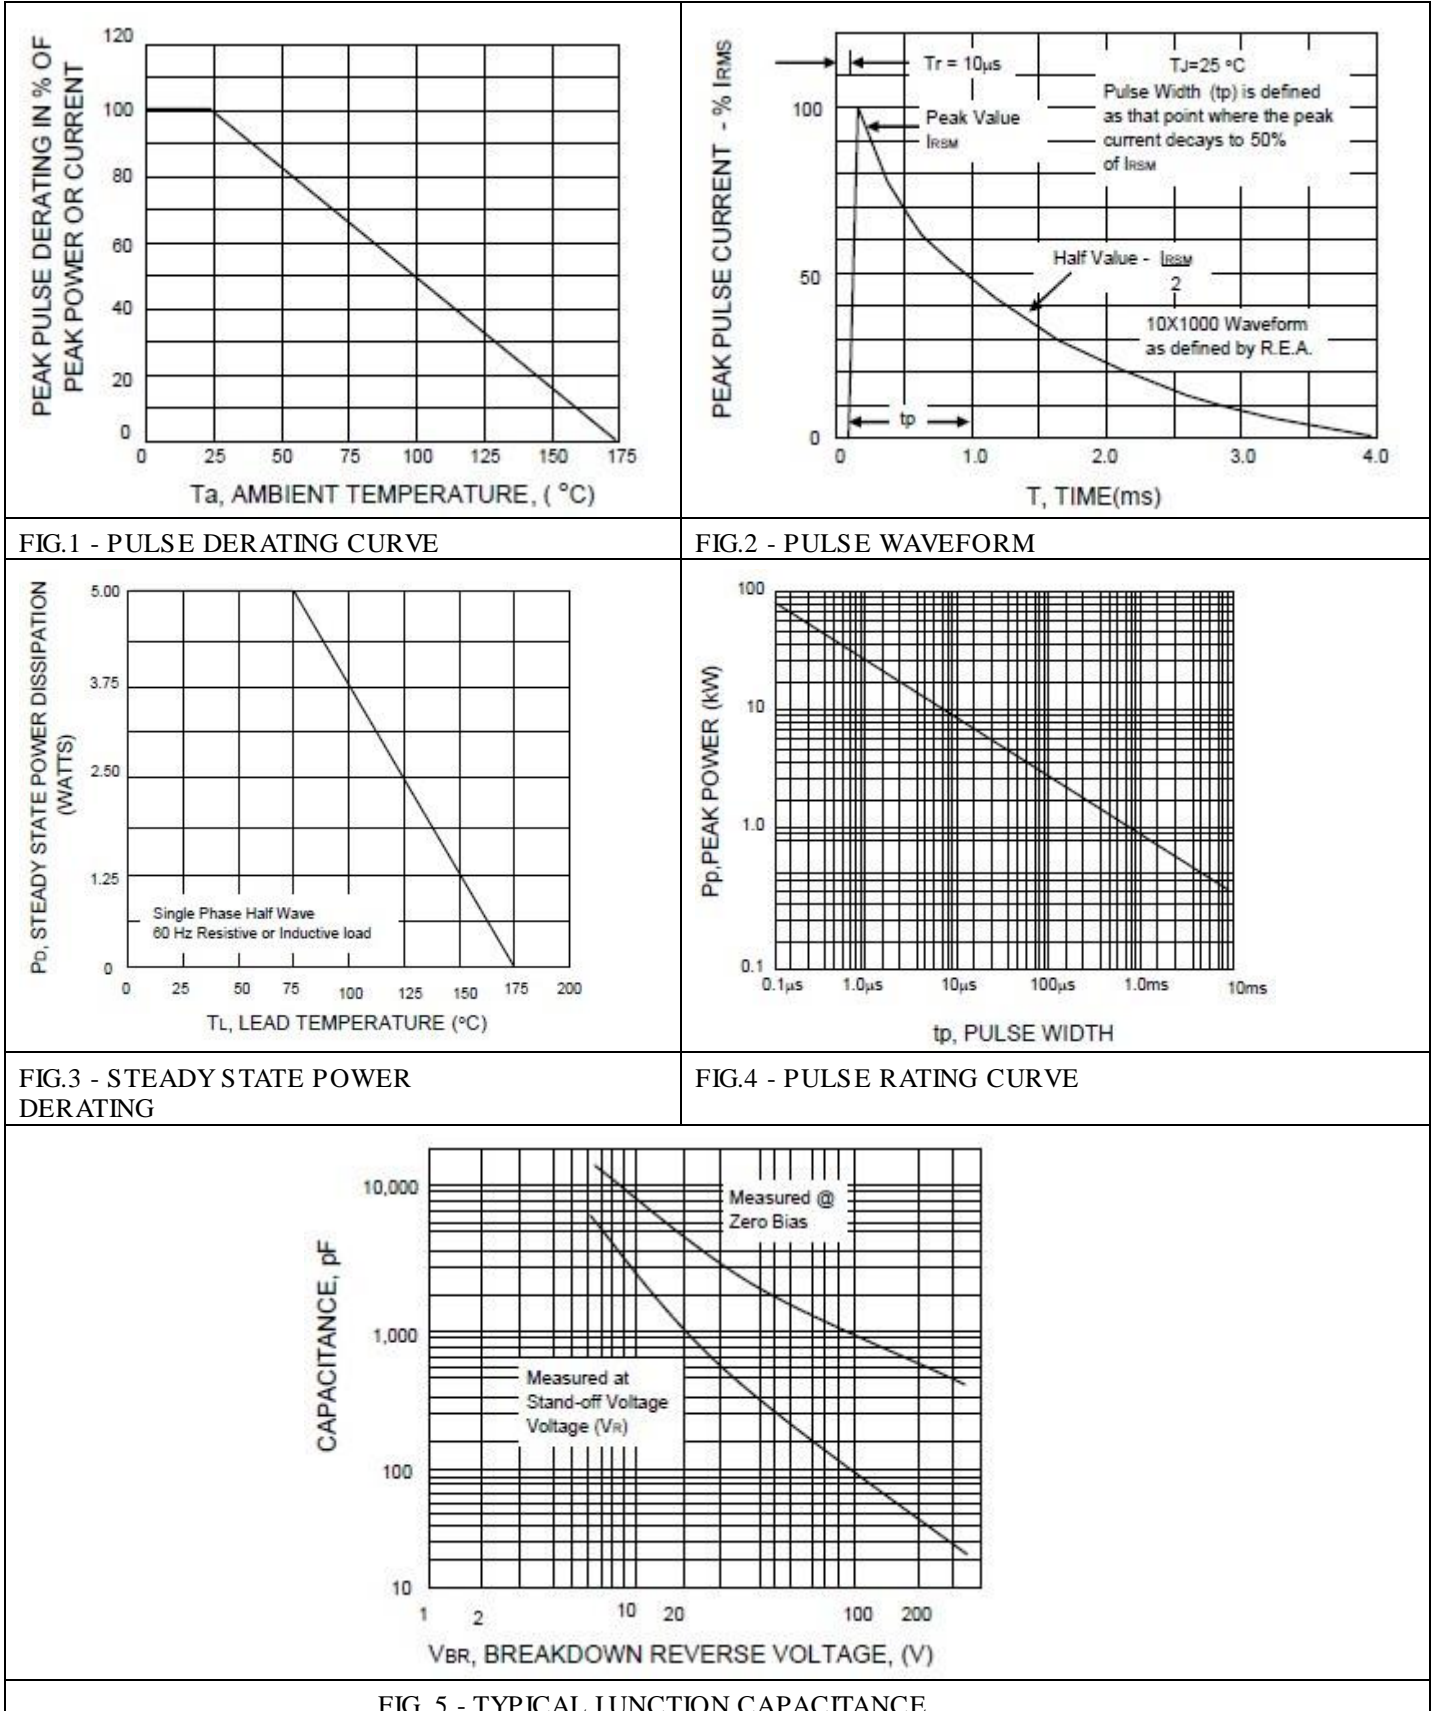 PEAK PULSE DERATING IN % OF
PEAK POWER OR CURRENT
120
100
80
60
40
20
0
0 25 50 75 100 125 150 175
Ta, AMBIENT TEMPERATURE, ( °C)
FIG.1 - PULSE DERATING CURVE
PEAK PULSE CURRENT - % IRMS
100
50
0
Tr = 10µs
Peak Value
IRSM
TJ=25 °C
Pulse Width (tp) is defined
as that point where the peak
current decays to 50%
of IRSM
Half Value - IRSM
2
10X1000 Waveform
as defined by R.E.A.
tp
0 1.0 2.0 3.0 4.0
T, TIME(ms)
FIG.2 - PULSE WAVEFORM
PD, STEADY STATE POWER DISSIPATION
(WATTS)
5.00
3.75
2.50
1.25
0
Single Phase Half Wave
60 Hz Resistive or Inductive load
0 25 50 75 100 125 150 175 200
TL, LEAD TEMPERATURE (°C)
FIG.3 - STEADY STATE POWER
DERATING
Pp,PEAK POWER (kW)
100
10
1.0
0.1
0.1µs 1.0µs 10µs 100µs 1.0ms 10ms
tp, PULSE WIDTH
FIG.4 - PULSE RATING CURVE
CAPACITANCE, pF
10,000
1,000
100
10
Measured @
Zero Bias
Measured at
Stand-off Voltage
Voltage (VR)
1 2 10 20 100 200
VBR, BREAKDOWN REVERSE VOLTAGE, (V)
FIG. 5 - TYPICAL JUNCTION CAPACITANCE